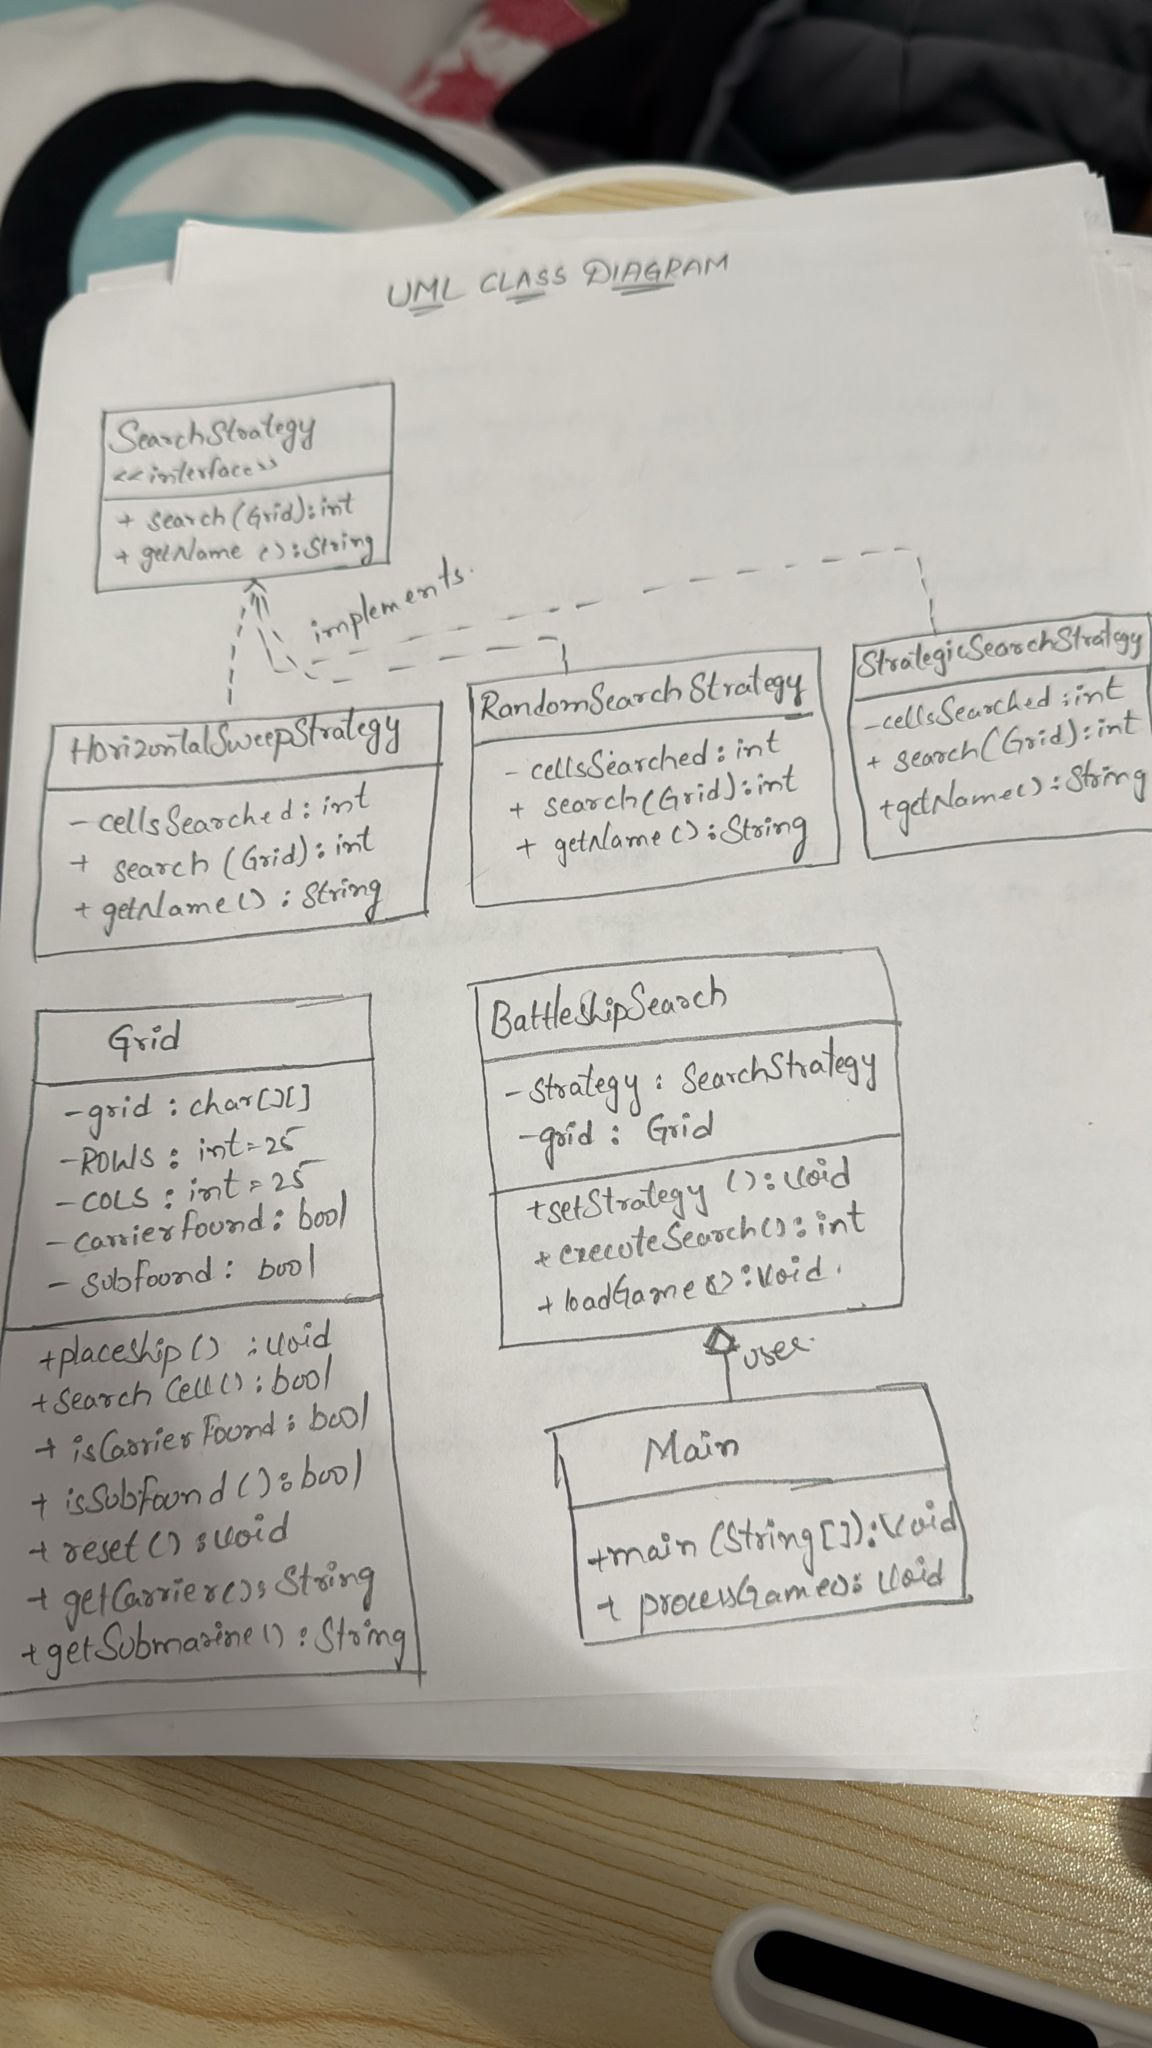 UML CLASS DIAGRAM
SearchStrategy
<<interface>>
+ search(Grid): int
+ getName (): String
implements.
HorizontalSweepStrategy
- cellsSearched: int
+ search (Grid): int
+ getName(): String
RandomSearchStrategy
- cellsSearched: int
+ search(Grid): int
+ getName(): String
StrategicSearchStrategy
- cellsSearched: int
+ search(Grid): int
+ getName(): String
Grid
- grid : char[][]
- ROWS : int = 25
- COLS : int = 25
- carrierfound: bool
- subfound: bool
+ placeship() : void
+ Search Cell(): bool
+ isCarrierFound: bool
+ isSubfound(): bool
+ reset(): void
+ getCarrier(): String
+ getSubmarine(): String
BattleshipSearch
- strategy : SearchStrategy
- grid : Grid
+ setStrategy (): void
+ executeSearch(): int
+ loadGame(): void.
uses
Main
+ main (String[]): void
+ processGame(): void